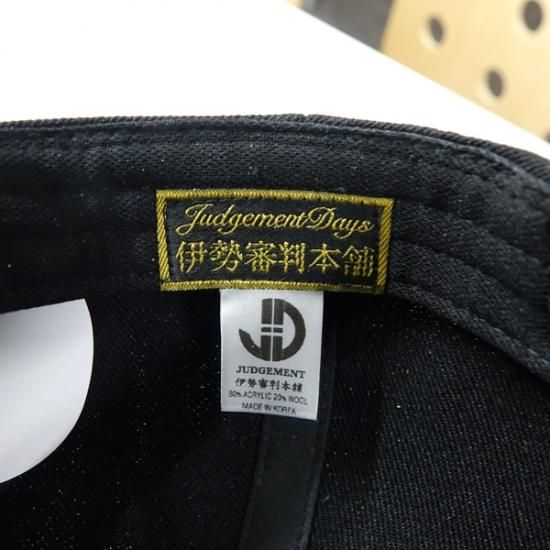 Judgement Days
伊勢審判本舗
JD
JUDGEMENT
伊勢審判本舗
80% ACRYLIC 20% WOOL
MADE IN KOREA